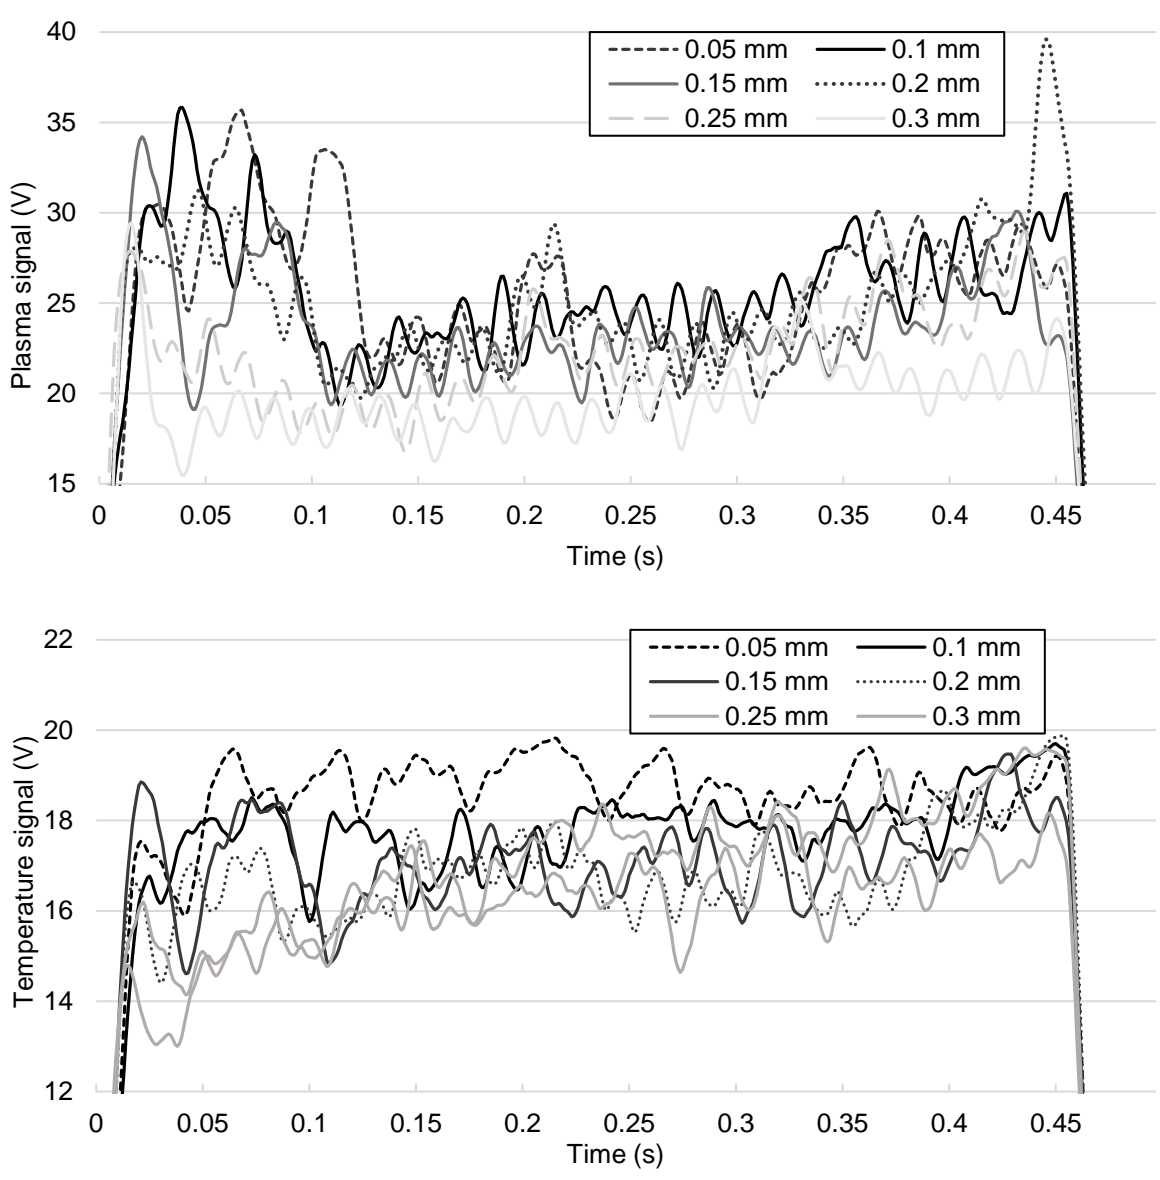 40
35
30
25
20
15
Plasma signal (V)
0.05 mm 0.1 mm
0.15 mm 0.2 mm
0.25 mm 0.3 mm
0 0.05 0.1 0.15 0.2 0.25 0.3 0.35 0.4 0.45
Time (s)
22
20
18
16
14
12
Temperature signal (V)
0.05 mm 0.1 mm
0.15 mm 0.2 mm
0.25 mm 0.3 mm
0 0.05 0.1 0.15 0.2 0.25 0.3 0.35 0.4 0.45
Time (s)